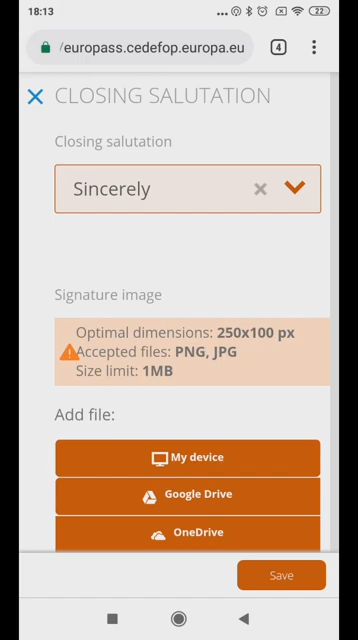 18:13
22
/europass.cedefop.europa.eu
4
CLOSING SALUTATION
Closing salutation
Sincerely
Signature image
Optimal dimensions: 250x100 px
Accepted files: PNG, JPG
Size limit: 1MB
Add file:
My device
Google Drive
OneDrive
Save